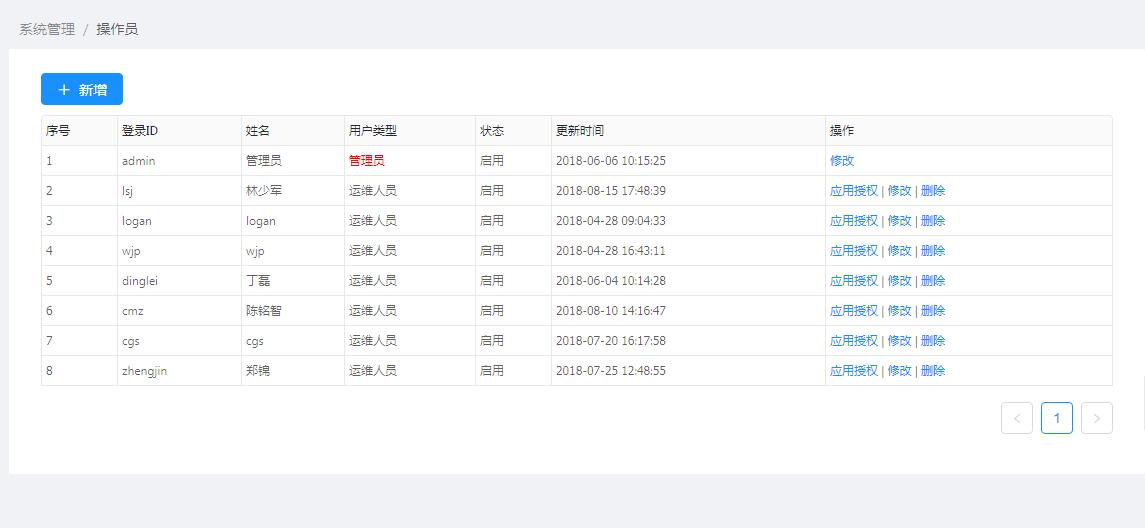 系统管理 / 操作员
+ 新增
序号 登录ID 姓名 用户类型 状态 更新时间 操作
1 admin 管理员 管理员 启用 2018-06-06 10:15:25 修改
2 lsj 林少军 运维人员 启用 2018-08-15 17:48:39 应用授权 | 修改 | 删除
3 logan logan 运维人员 启用 2018-04-28 09:04:33 应用授权 | 修改 | 删除
4 wjp wjp 运维人员 启用 2018-04-28 16:43:11 应用授权 | 修改 | 删除
5 dinglei 丁磊 运维人员 启用 2018-06-04 10:14:28 应用授权 | 修改 | 删除
6 cmz 陈铭智 运维人员 启用 2018-08-10 14:16:47 应用授权 | 修改 | 删除
7 cgs cgs 运维人员 启用 2018-07-20 16:17:58 应用授权 | 修改 | 删除
8 zhengjin 郑锦 运维人员 启用 2018-07-25 12:48:55 应用授权 | 修改 | 删除
< 1 >